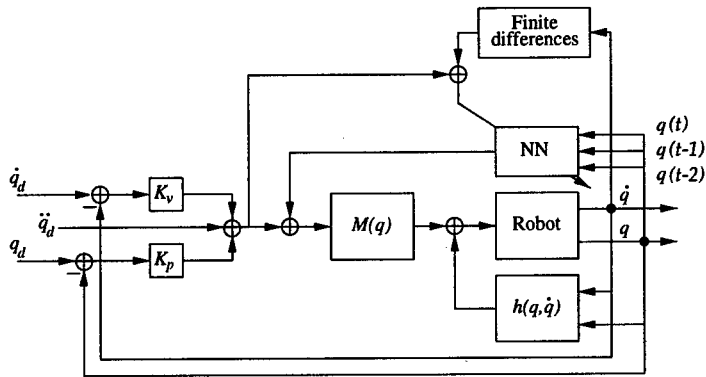 Finite
differences
NN
q(t)
q(t-1)
q(t-2)
q̇_d
K_v
q̈_d
M(q)
Robot
q̇
q
q_d
K_p
h(q,q̇)